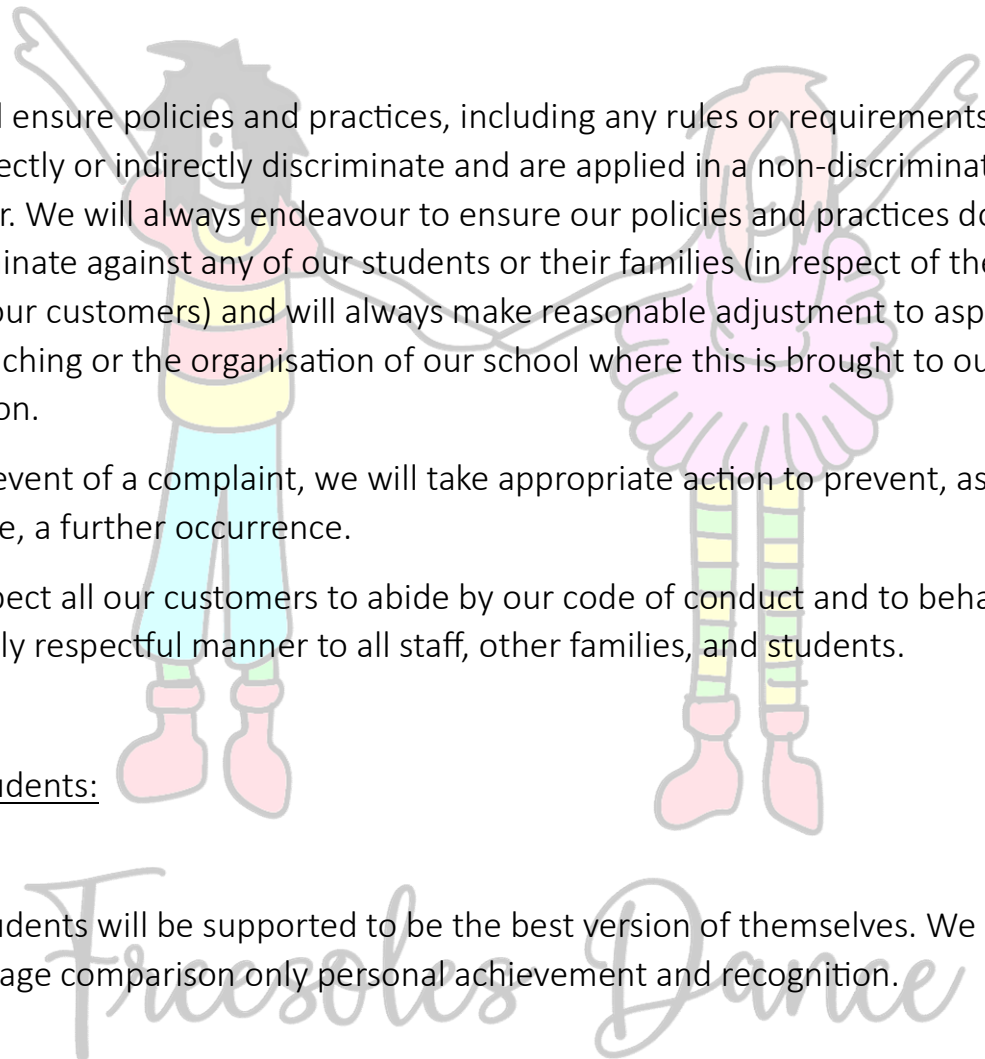 l ensure policies and practices, including any rules or requirements
ectly or indirectly discriminate and are applied in a non-discriminat
r. We will always endeavour to ensure our policies and practices do
inate against any of our students or their families (in respect of the
our customers) and will always make reasonable adjustment to asp
ching or the organisation of our school where this is brought to ou
on.
event of a complaint, we will take appropriate action to prevent, as
e, a further occurrence.
pect all our customers to abide by our code of conduct and to beha
ly respectful manner to all staff, other families, and students.
udents:
udents will be supported to be the best version of themselves. We
age comparison only personal achievement and recognition.
Freesoles Dance